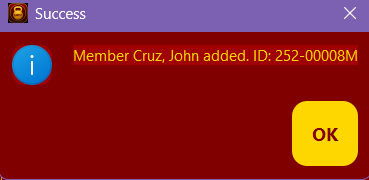 Success
Member Cruz, John added. ID: 252-00008M
OK